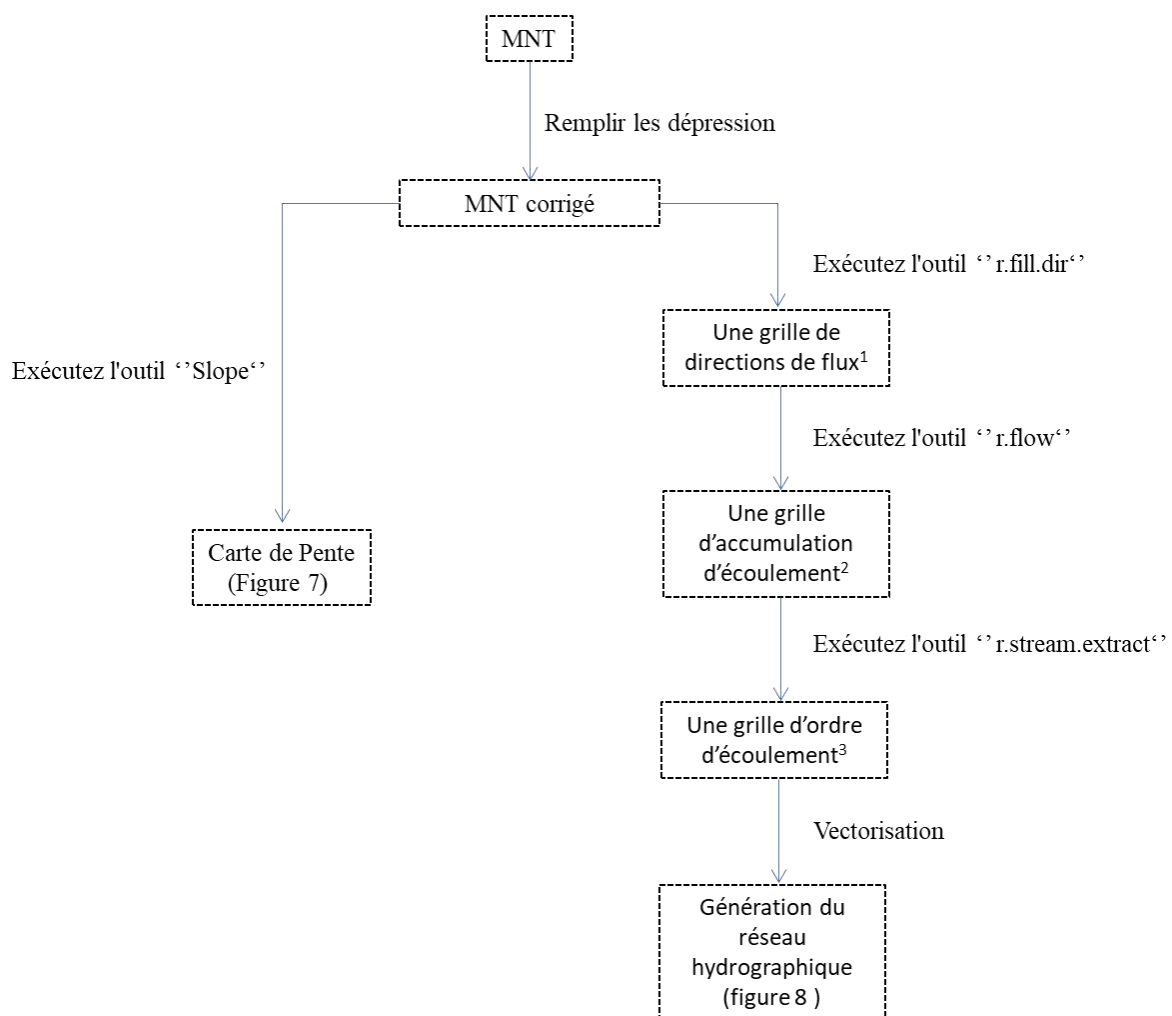 MNT
Remplir les dépression
MNT corrigé
Exécutez l'outil ‘’r.fill.dir‘’
Une grille de
directions de flux¹
Exécutez l'outil ‘’Slope‘’
Exécutez l'outil ‘’r.flow‘’
Une grille
d’accumulation
d’écoulement²
Carte de Pente
(Figure 7)
Exécutez l'outil ‘’r.stream.extract‘’
Une grille d’ordre
d’écoulement³
Vectorisation
Génération du
réseau
hydrographique
(figure 8 )